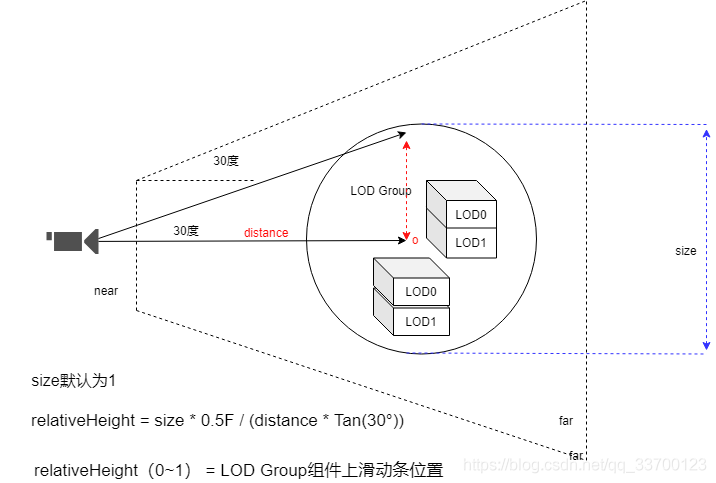 30度
LOD Group
LOD0
LOD1
30度
distance
o
size
near
LOD0
LOD1
size默认为1
relativeHeight = size * 0.5F / (distance * Tan(30°))
far
far
relativeHeight（0~1） = LOD Group组件上滑动条位置
https://blog.csdn.net/qq_33700123